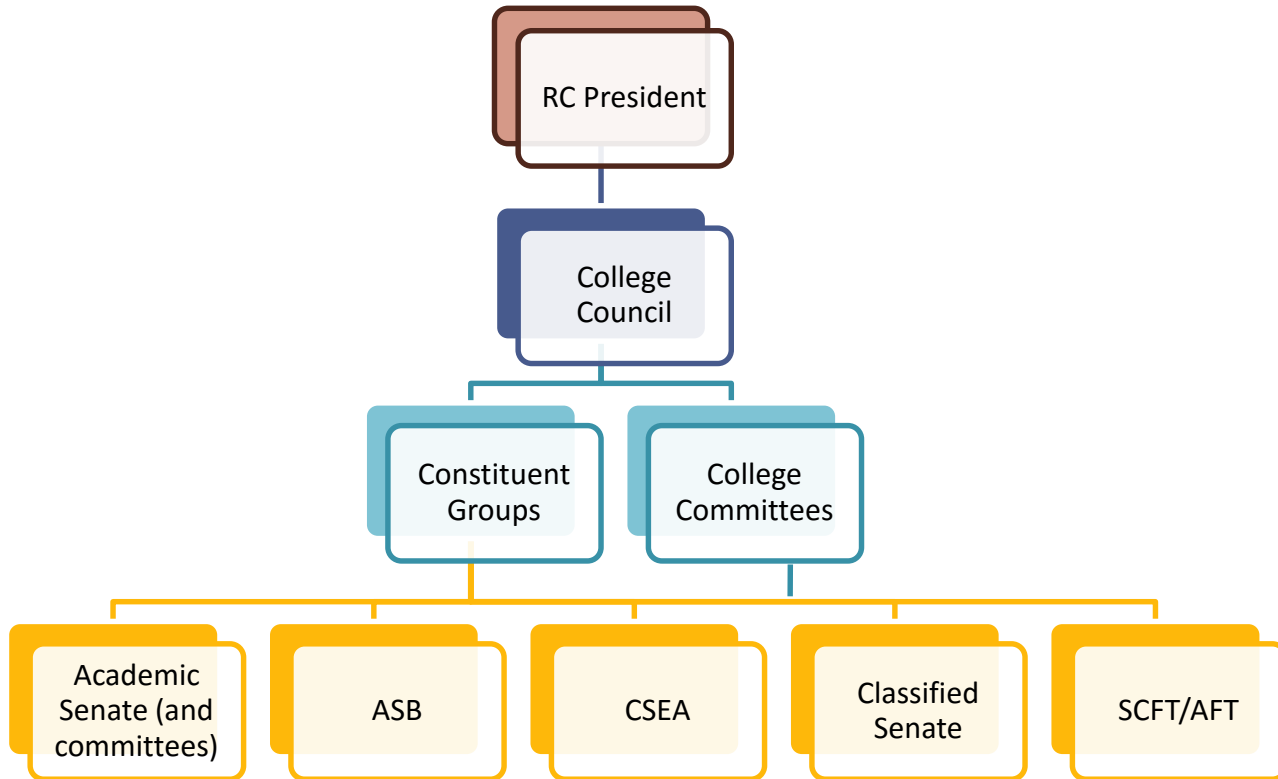 RC President
College
Council
Constituent
Groups
College
Committees
Academic
Senate (and
committees)
ASB
CSEA
Classified
Senate
SCFT/AFT